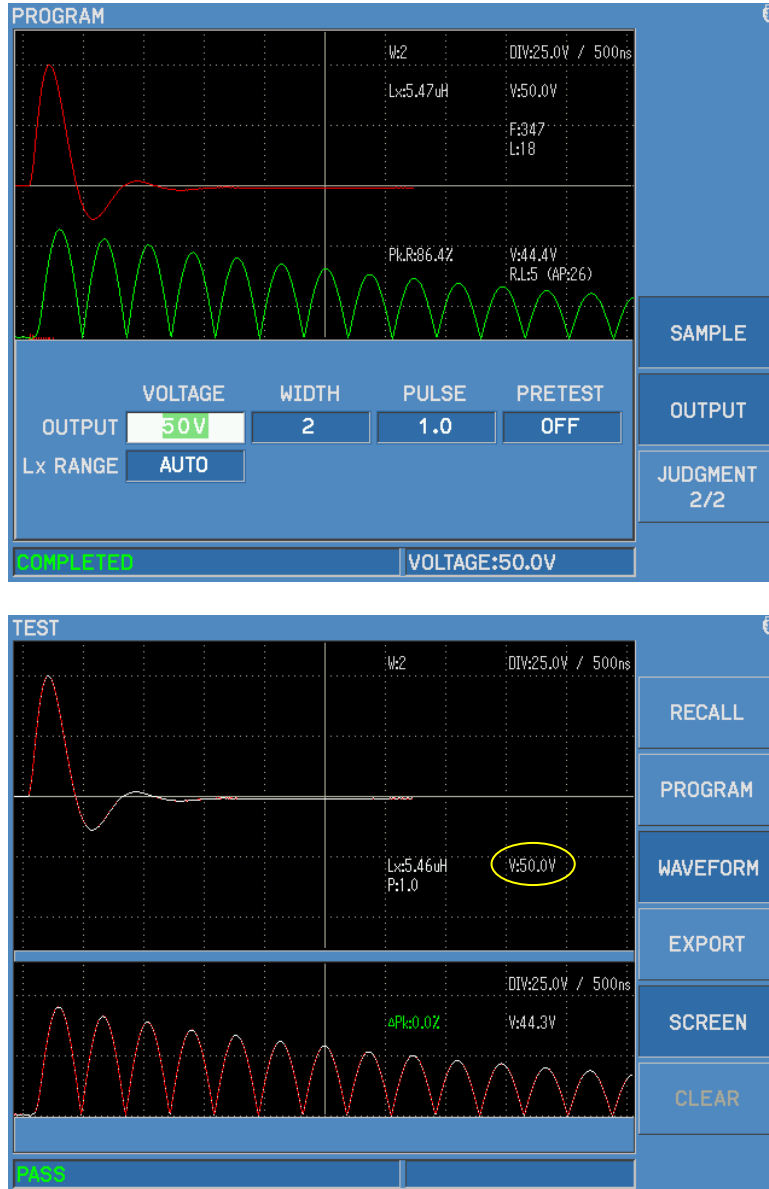 PROGRAM
W:2 DIV:25.0V / 500ns
Lx:5.47uH V:50.0V
F:347
L:18
Pk.R:86.4% V:44.4V
R.L:5 (AP:26)
SAMPLE
OUTPUT
JUDGMENT
2/2
VOLTAGE WIDTH PULSE PRETEST
OUTPUT 50V 2 1.0 OFF
Lx RANGE AUTO
COMPLETED VOLTAGE:50.0V
TEST
W:2 DIV:25.0V / 500ns
Lx:5.46uH V:50.0V
P:1.0
DIV:25.0V / 500ns
△Pk:0.0% V:44.3V
RECALL
PROGRAM
WAVEFORM
EXPORT
SCREEN
CLEAR
PASS